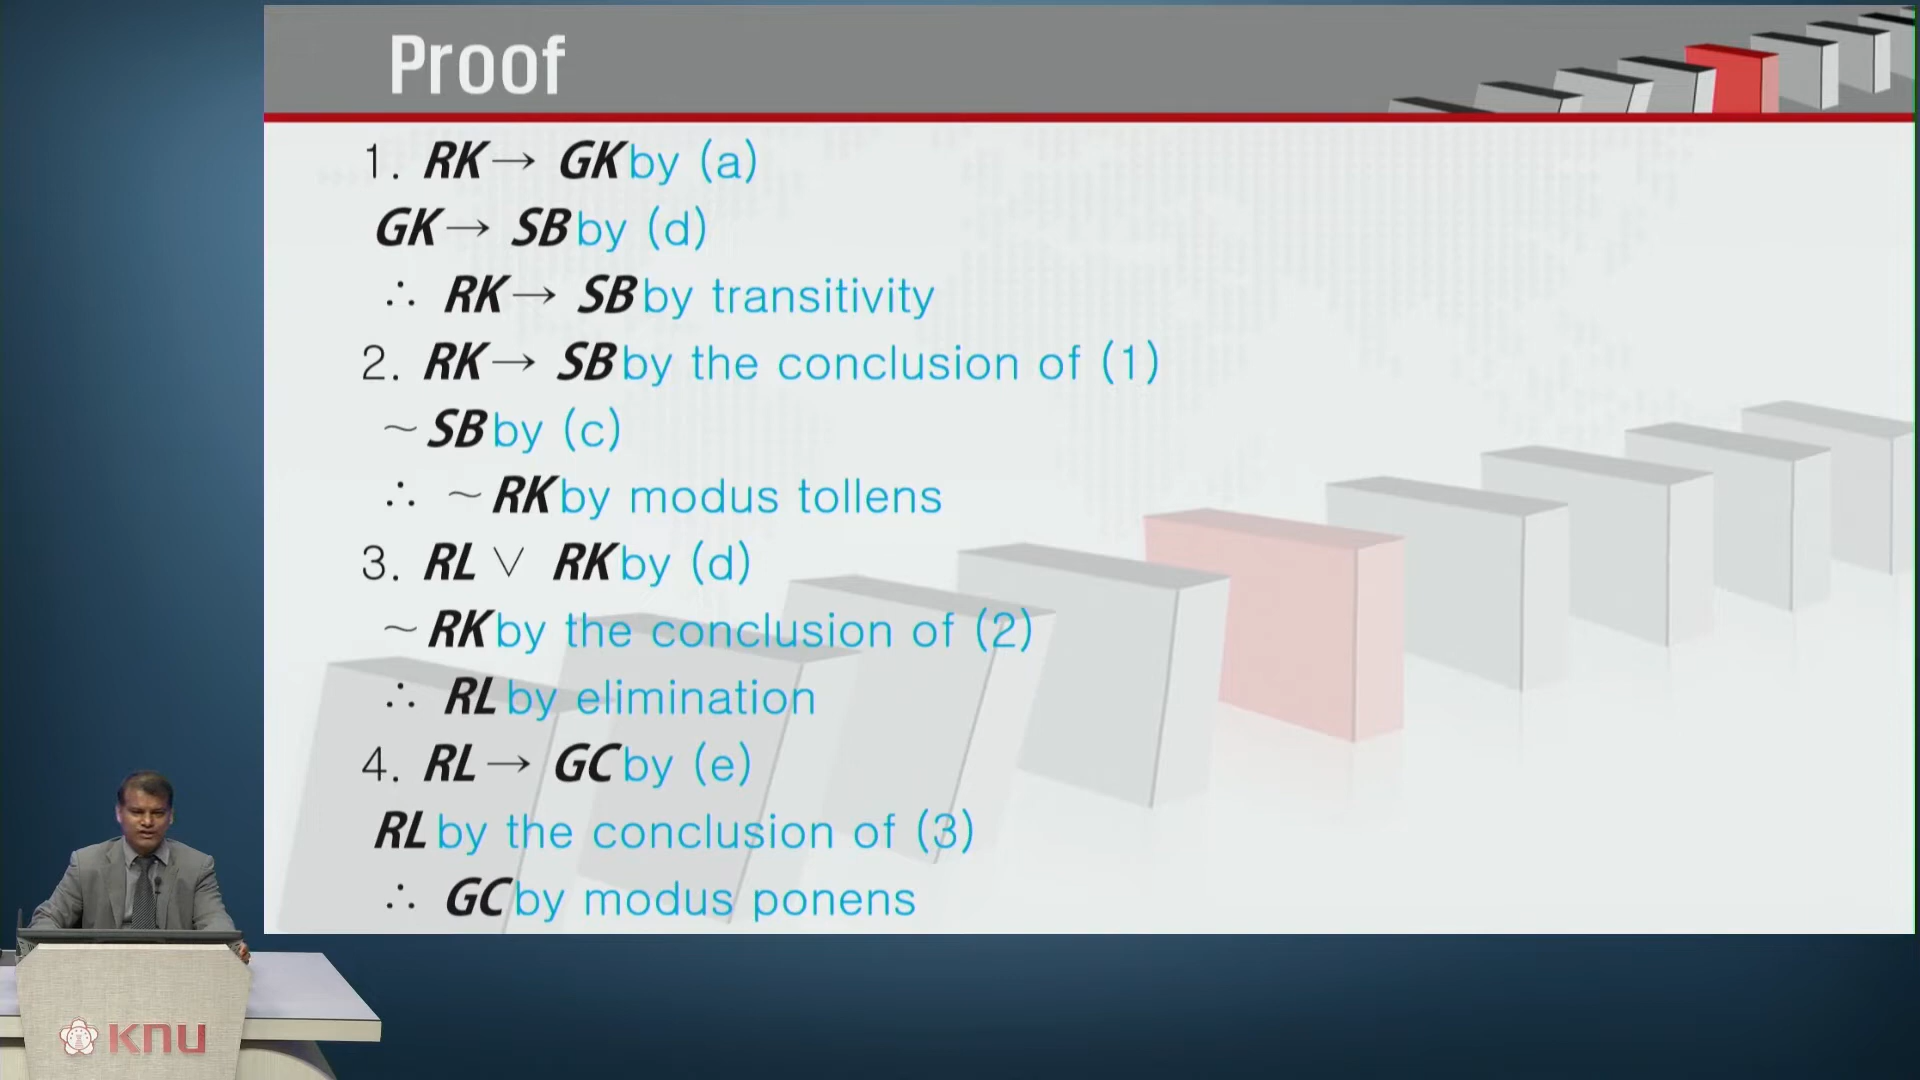 Proof
1. RK → GK by (a)
GK → SB by (d)
∴ RK → SB by transitivity
2. RK → SB by the conclusion of (1)
~ SB by (c)
∴ ~ RK by modus tollens
3. RL ∨ RK by (d)
~ RK by the conclusion of (2)
∴ RL by elimination
4. RL → GC by (e)
RL by the conclusion of (3)
∴ GC by modus ponens
KNU